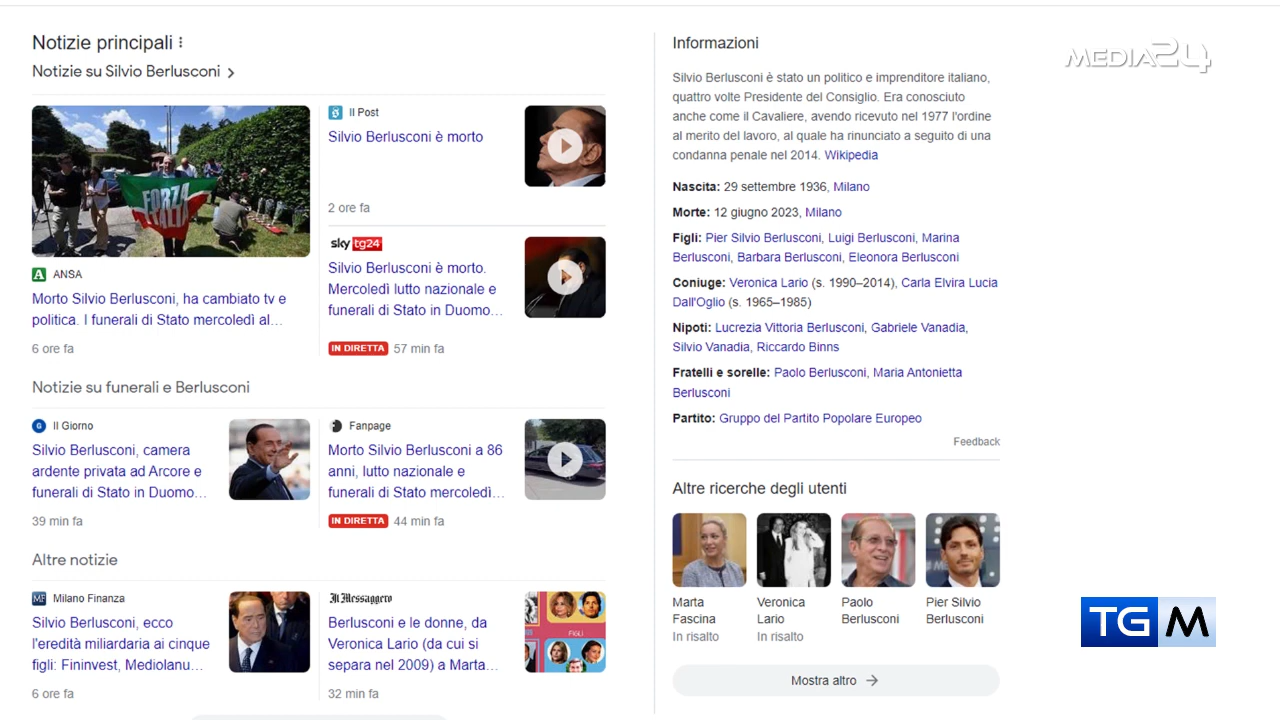 Notizie principali
Notizie su Silvio Berlusconi
FORZA
ITALIA
ANSA
Morto Silvio Berlusconi, ha cambiato tv e
politica. I funerali di Stato mercoledì al...
6 ore fa
Il Post
Silvio Berlusconi è morto
2 ore fa
sky tg24
Silvio Berlusconi è morto.
Mercoledì lutto nazionale e
funerali di Stato in Duomo...
IN DIRETTA 57 min fa
Notizie su funerali e Berlusconi
Il Giorno
Silvio Berlusconi, camera
ardente privata ad Arcore e
funerali di Stato in Duomo...
39 min fa
Fanpage
Morto Silvio Berlusconi a 86
anni, lutto nazionale e
funerali di Stato mercoledì...
IN DIRETTA 44 min fa
Altre notizie
MF Milano Finanza
Silvio Berlusconi, ecco
l'eredità miliardaria ai cinque
figli: Fininvest, Mediolanu...
6 ore fa
Il Messaggero
Berlusconi e le donne, da
Veronica Lario (da cui si
separa nel 2009) a Marta...
32 min fa
FIGLI
Informazioni
Silvio Berlusconi è stato un politico e imprenditore italiano,
quattro volte Presidente del Consiglio. Era conosciuto
anche come il Cavaliere, avendo ricevuto nel 1977 l'ordine
al merito del lavoro, al quale ha rinunciato a seguito di una
condanna penale nel 2014. Wikipedia
Nascita: 29 settembre 1936, Milano
Morte: 12 giugno 2023, Milano
Figli: Pier Silvio Berlusconi, Luigi Berlusconi, Marina
Berlusconi, Barbara Berlusconi, Eleonora Berlusconi
Coniuge: Veronica Lario (s. 1990–2014), Carla Elvira Lucia
Dall'Oglio (s. 1965–1985)
Nipoti: Lucrezia Vittoria Berlusconi, Gabriele Vanadia,
Silvio Vanadia, Riccardo Binns
Fratelli e sorelle: Paolo Berlusconi, Maria Antonietta
Berlusconi
Partito: Gruppo del Partito Popolare Europeo
Feedback
Altre ricerche degli utenti
Marta
Fascina
In risalto
Veronica
Lario
In risalto
Paolo
Berlusconi
Pier Silvio
Berlusconi
Mostra altro
MEDIA24
TG M